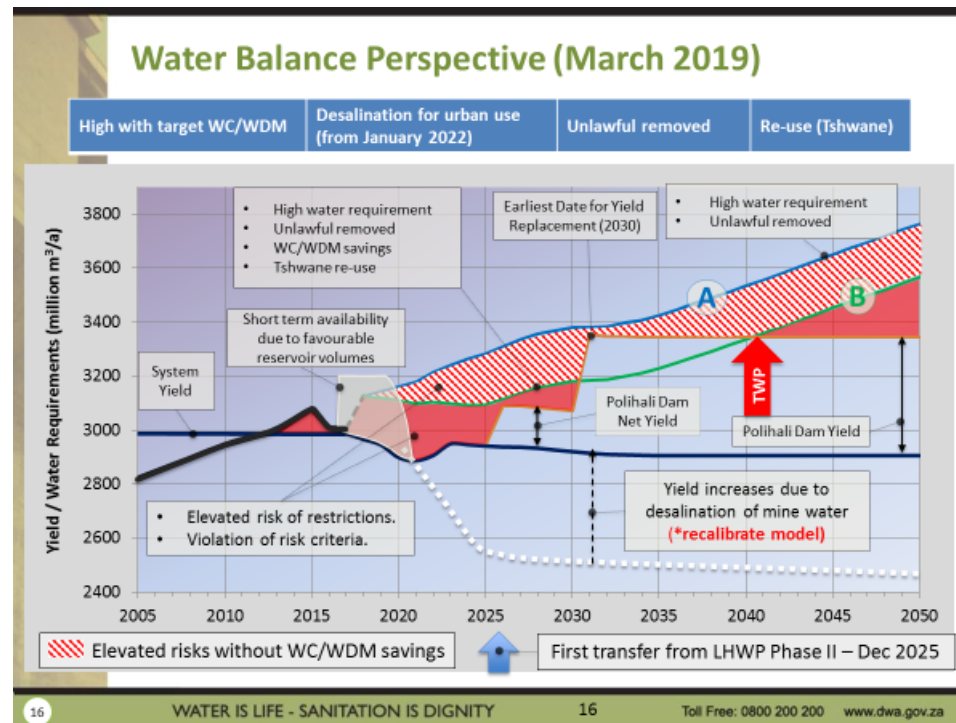 Water Balance Perspective (March 2019)
High with target WC/WDM
Desalination for urban use
(from January 2022)
Unlawful removed
Re-use (Tshwane)
Yield / Water Requirements (million m³/a)
3800
3600
3400
3200
3000
2800
2600
2400
• High water requirement
• Unlawful removed
• WC/WDM savings
• Tshwane re-use
Earliest Date for Yield
Replacement (2030)
• High water requirement
• Unlawful removed
A
B
Short term availability
due to favourable
reservoir volumes
System
Yield
Polihali Dam
Net Yield
TWP
Polihali Dam Yield
• Elevated risk of restrictions.
• Violation of risk criteria.
Yield increases due to
desalination of mine water
(*recalibrate model)
2005
2010
2015
2020
2025
2030
2035
2040
2045
2050
Elevated risks without WC/WDM savings
First transfer from LHWP Phase II – Dec 2025
16
WATER IS LIFE - SANITATION IS DIGNITY
16
Toll Free: 0800 200 200 www.dwa.gov.za